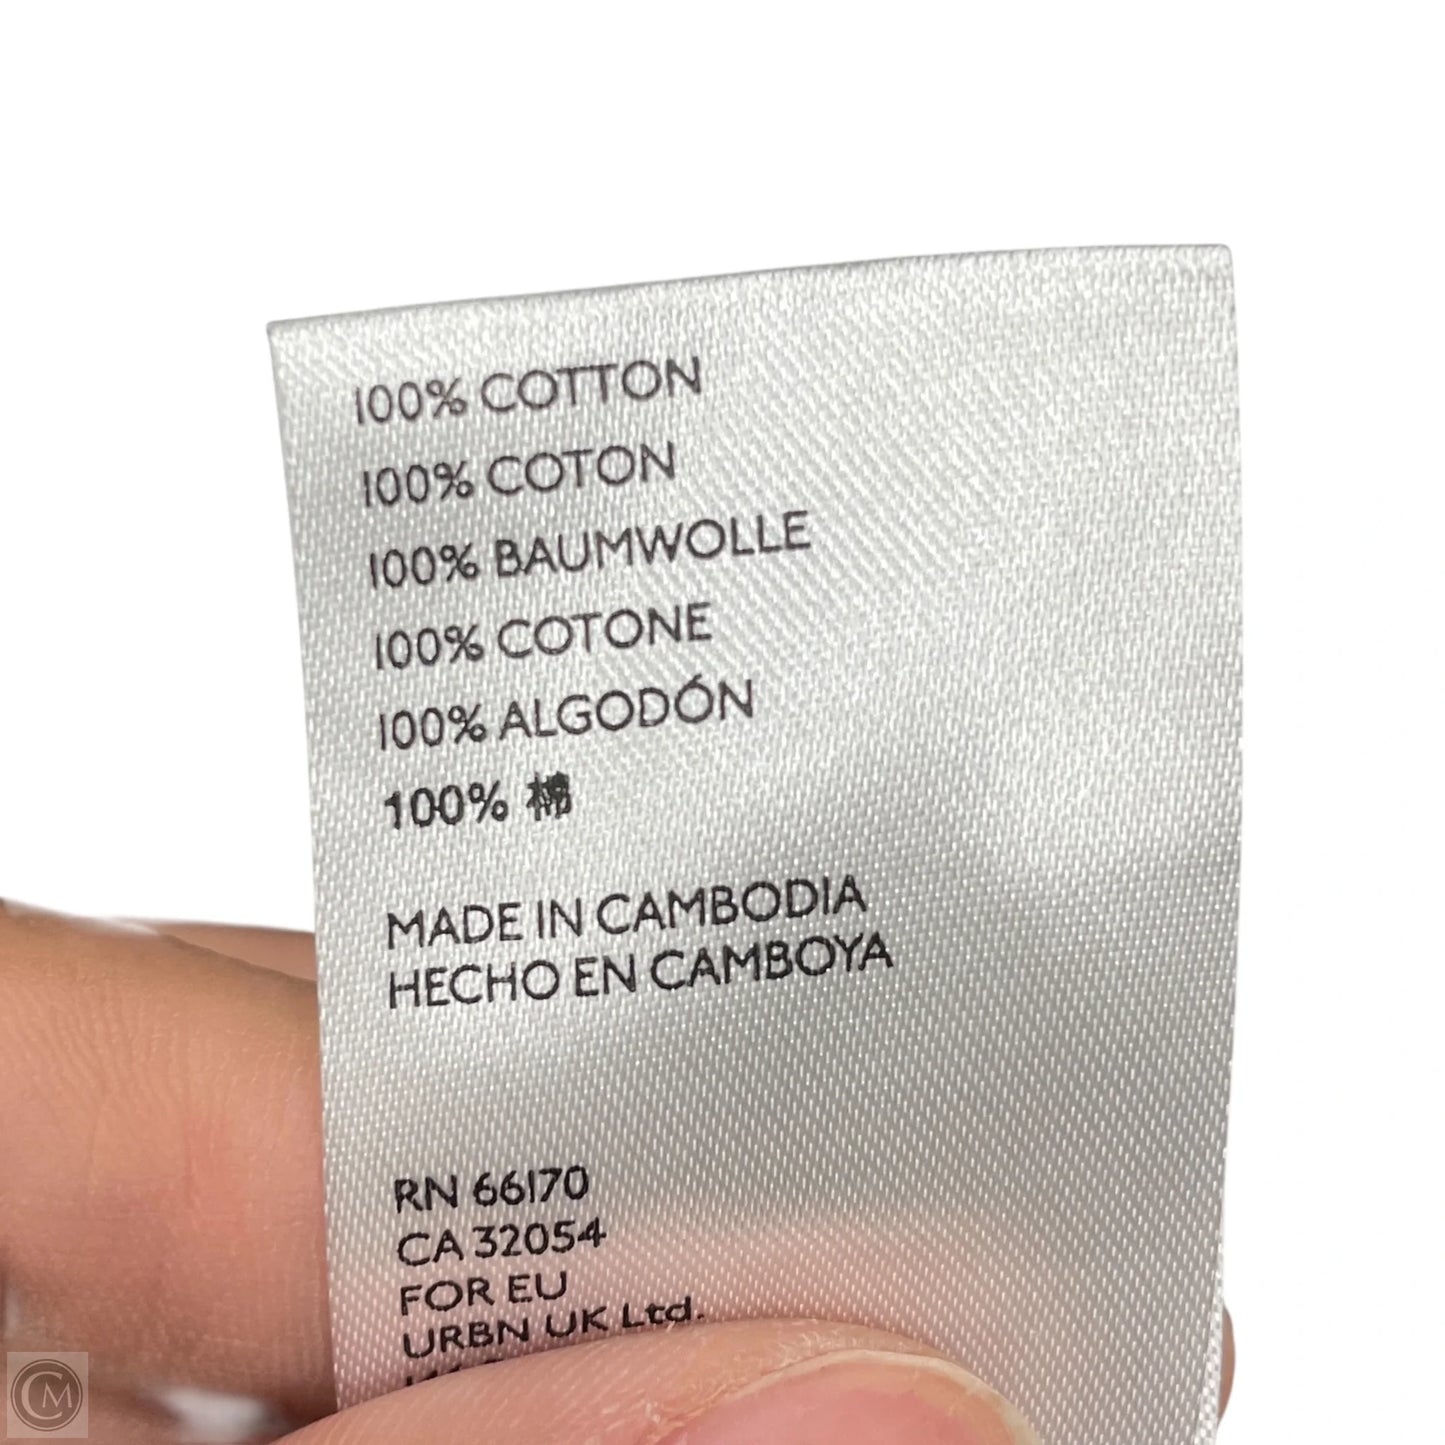 100% COTTON
100% COTON
100% BAUMWOLLE
100% COTONE
100% ALGODÓN
100% 棉
MADE IN CAMBODIA
HECHO EN CAMBOYA
RN 66170
CA 32054
FOR EU
URBN UK Ltd.
CM